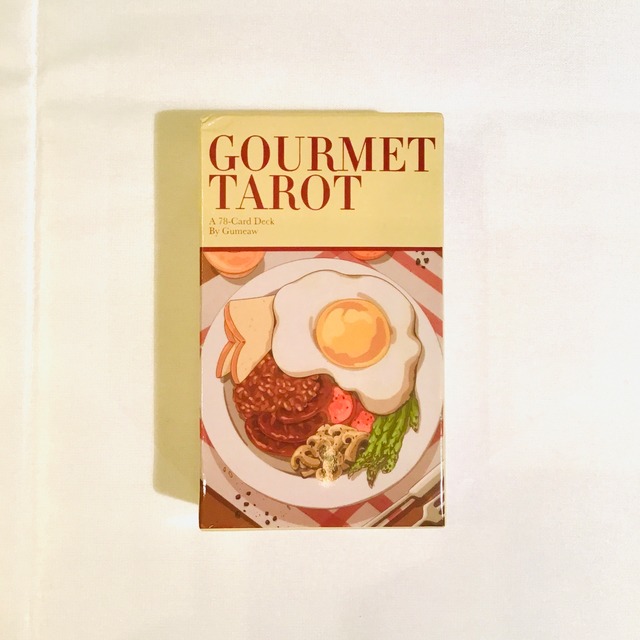 GOURMET
TAROT
A 78-Card Deck
By Gumeaw